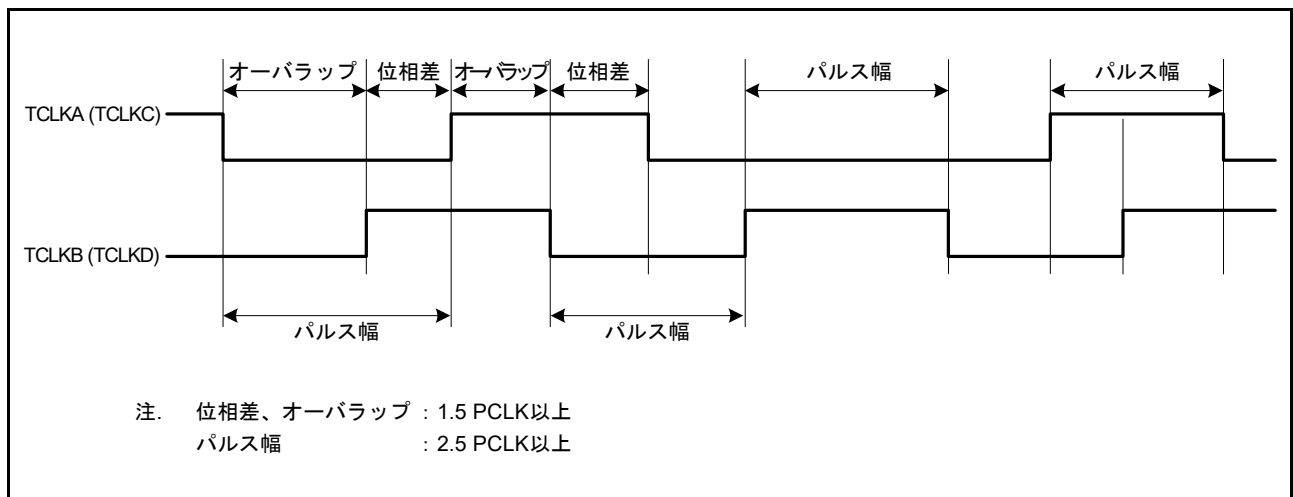 オーバラップ 位相差 オーバラップ 位相差 パルス幅 パルス幅
TCLKA (TCLKC)
TCLKB (TCLKD)
パルス幅 パルス幅
注. 位相差、オーバラップ : 1.5 PCLK以上
パルス幅 : 2.5 PCLK以上